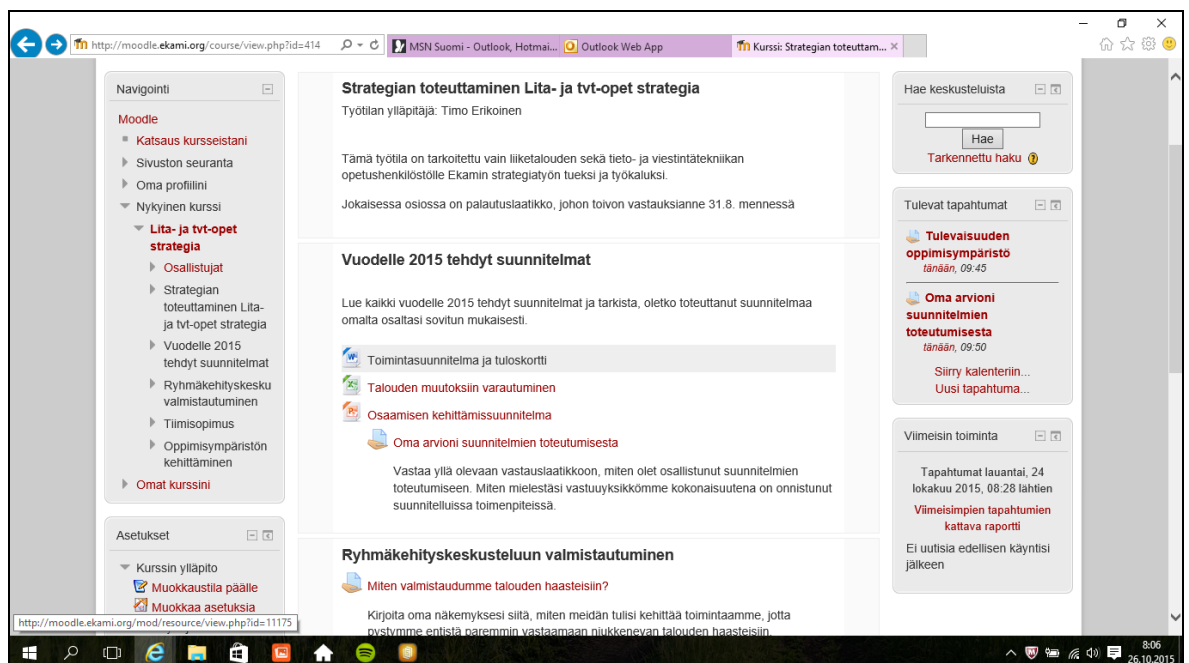 http://moodle.ekami.org/course/view.php?id=414
MSN Suomi - Outlook, Hotmai...
Outlook Web App
Kurssi: Strategian toteuttam...
Navigointi
Moodle
Katsaus kursseistani
Sivuston seuranta
Oma profiilini
Nykyinen kurssi
Lita- ja tvt-opet
strategia
Osallistujat
Strategian
toteuttaminen Lita-
ja tvt-opet strategia
Vuodelle 2015
tehdyt suunnitelmat
Ryhmäkehityskesku
valmistautuminen
Tiimisopimus
Oppimisympäristön
kehittäminen
Omat kurssini
Asetukset
Kurssin ylläpito
Muokkaustila päälle
Muokkaa asetuksia
http://moodle.ekami.org/mod/resource/view.php?id=11175
Strategian toteuttaminen Lita- ja tvt-opet strategia
Työtilan ylläpitäjä: Timo Erikoinen
Tämä työtila on tarkoitettu vain liiketalouden sekä tieto- ja viestintätekniikan
opetushenkilöstölle Ekamin strategiatyön tueksi ja työkaluksi.
Jokaisessa osiossa on palautuslaatikko, johon toivon vastauksianne 31.8. mennessä
Vuodelle 2015 tehdyt suunnitelmat
Lue kaikki vuodelle 2015 tehdyt suunnitelmat ja tarkista, oletko toteuttanut suunnitelmaa
omalta osaltasi sovitun mukaisesti.
Toimintasuunnitelma ja tuloskortti
Talouden muutoksiin varautuminen
Osaamisen kehittämissuunnitelma
Oma arvioni suunnitelmien toteutumisesta
Vastaa yllä olevaan vastauslaatikkoon, miten olet osallistunut suunnitelmien
toteutumiseen. Miten mielestäsi vastuuyksikkömme kokonaisuutena on onnistunut
suunnitelluissa toimenpiteissä.
Ryhmäkehityskeskusteluun valmistautuminen
Miten valmistaudumme talouden haasteisiin?
Kirjoita oma näkemyksesi siitä, miten meidän tulisi kehittää toimintaamme, jotta
pystymme entistä paremmin vastaamaan niukkenevan talouden haasteisiin.
Hae keskusteluista
Hae
Tarkennettu haku
Tulevat tapahtumat
Tulevaisuuden
oppimisympäristö
tänään, 09:45
Oma arvioni
suunnitelmien
toteutumisesta
tänään, 09:50
Siirry kalenteriin...
Uusi tapahtuma...
Viimeisin toiminta
Tapahtumat lauantai, 24
lokakuu 2015, 08:28 lähtien
Viimeisimpien tapahtumien
kattava raportti
Ei uutisia edellisen käyntisi
jälkeen
8:06
26.10.2015